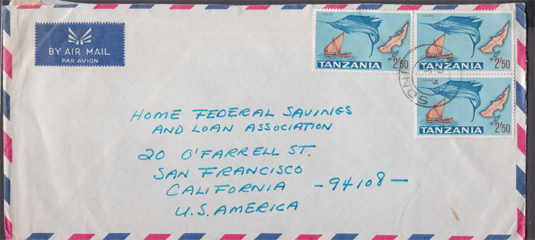 BY AIR MAIL
PAR AVION
TANZANIA 2/50
TANZANIA 2/50
TANZANIA 2/50
HOME FEDERAL SAVINGS
AND LOAN ASSOCIATION
20 O'FARRELL ST.
SAN FRANCISCO
CALIFORNIA - 94108 -
U.S. AMERICA